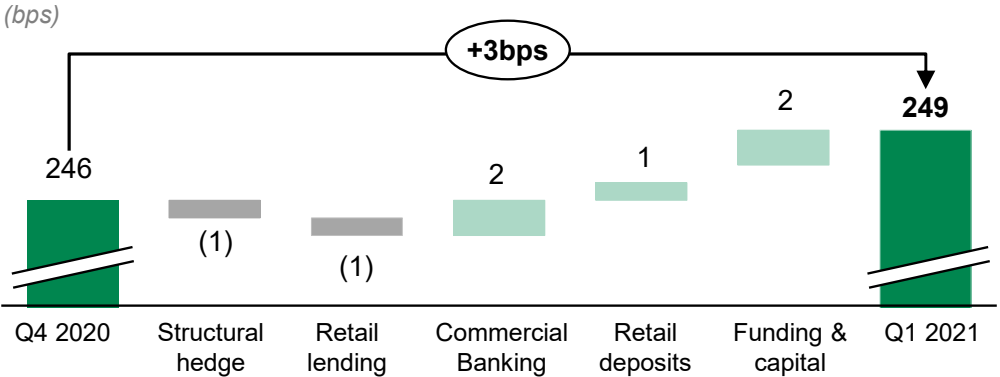 (bps)
+3bps
246
(1)
(1)
2
1
2
249
Q4 2020
Structural
hedge
Retail
lending
Commercial
Banking
Retail
deposits
Funding &
capital
Q1 2021